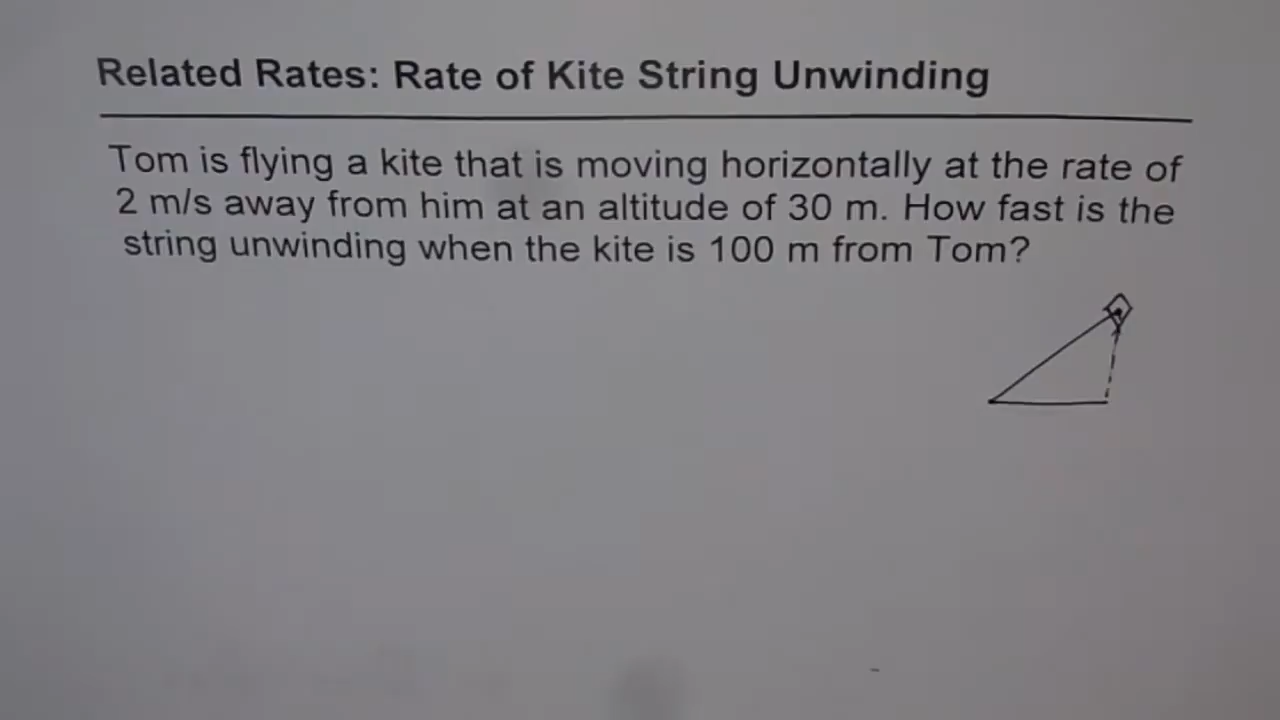 Related Rates: Rate of Kite String Unwinding
Tom is flying a kite that is moving horizontally at the rate of
2 m/s away from him at an altitude of 30 m. How fast is the
string unwinding when the kite is 100 m from Tom?